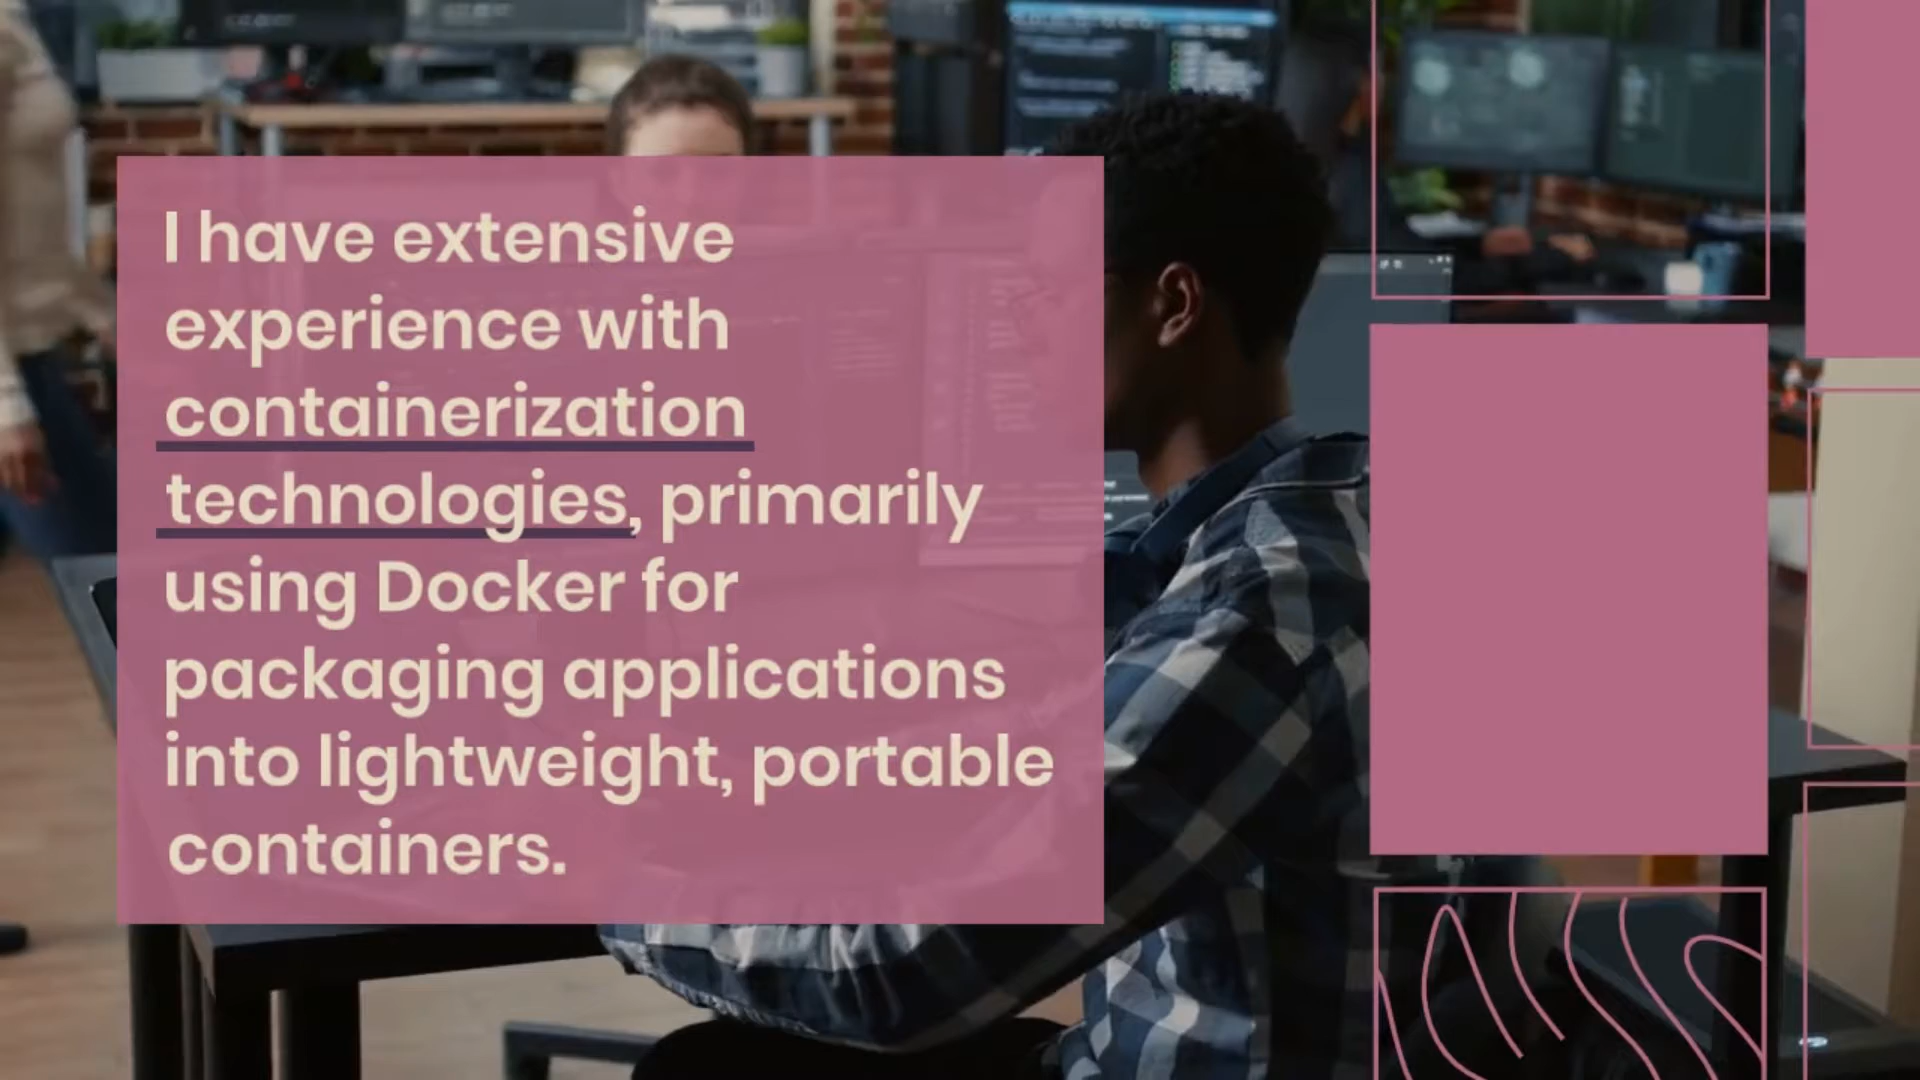 I have extensive
experience with
containerization
technologies, primarily
using Docker for
packaging applications
into lightweight, portable
containers.